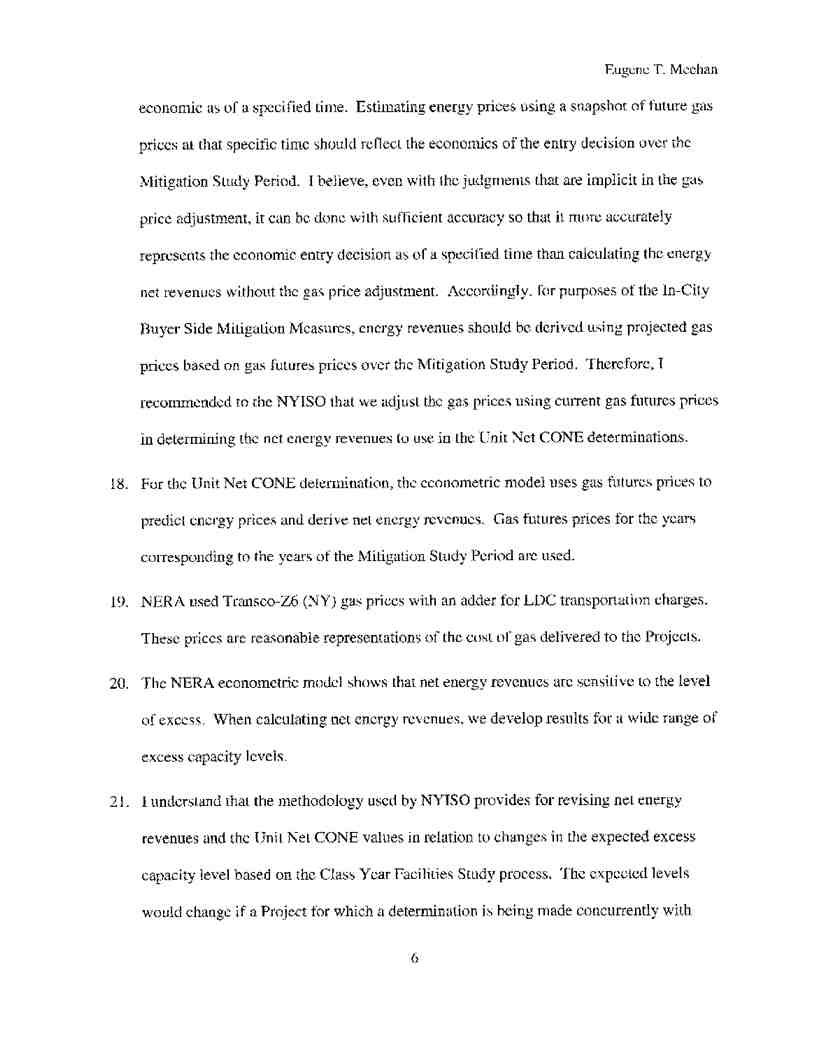 Eugene T. Meehan
economic as of a specified time. Estimating energy prices using a snapshot of future gas
prices at that specific time should reflect the economics of the entry decision over the
Mitigation Study Period. I believe, even with the judgments that are implicit in the gas
price adjustment, it can be done with sufficient accuracy so that it more accurately
represents the economic entry decision as of a specified time than calculating the energy
net revenues without the gas price adjustment. Accordingly, for purposes of the In-City
Buyer Side Mitigation Measures, energy revenues should be derived using projected gas
prices based on gas futures prices over the Mitigation Study Period. Therefore, I
recommended to the NYISO that we adjust the gas prices using current gas futures prices
in determining the net energy revenues to use in the Unit Net CONE determinations.
18. For the Unit Net CONE determination, the econometric model uses gas futures prices to
predict energy prices and derive net energy revenues. Gas futures prices for the years
corresponding to the years of the Mitigation Study Period are used.
19. NERA used Transco-Z6 (NY) gas prices with an adder for LDC transportation charges.
These prices are reasonable representations of the cost of gas delivered to the Projects.
20. The NERA econometric model shows that net energy revenues are sensitive to the level
of excess. When calculating net energy revenues, we develop results for a wide range of
excess capacity levels.
21. I understand that the methodology used by NYISO provides for revising net energy
revenues and the Unit Net CONE values in relation to changes in the expected excess
capacity level based on the Class Year Facilities Study process. The expected levels
would change if a Project for which a determination is being made concurrently with
6